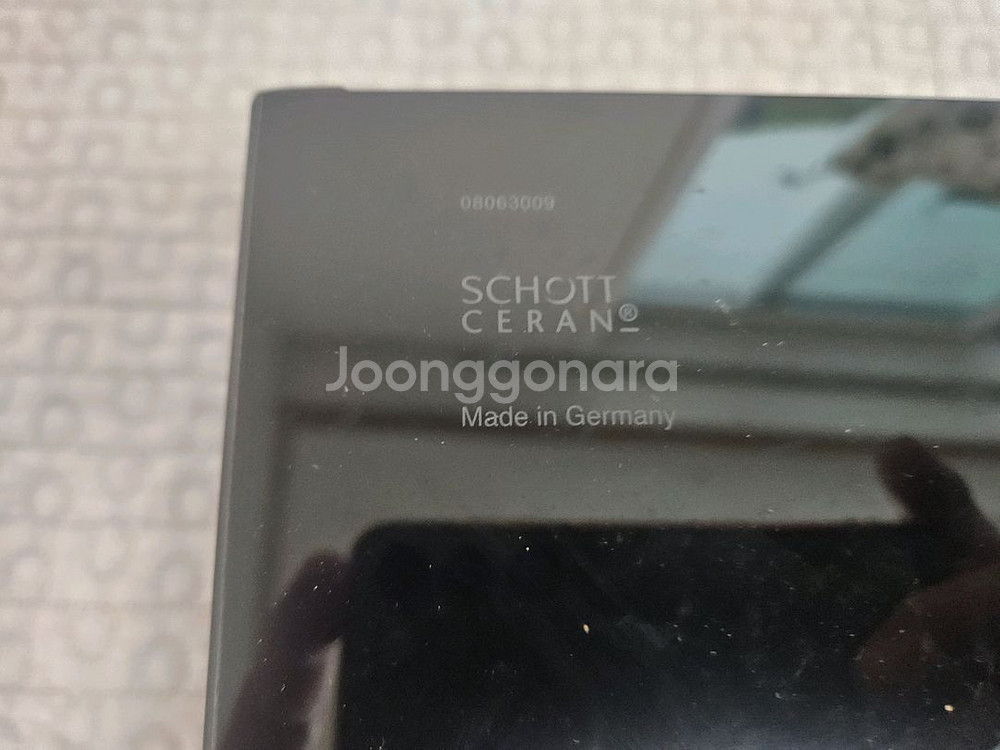 08063009
SCHOTT
CERAN®
Joonggonara
Made in Germany